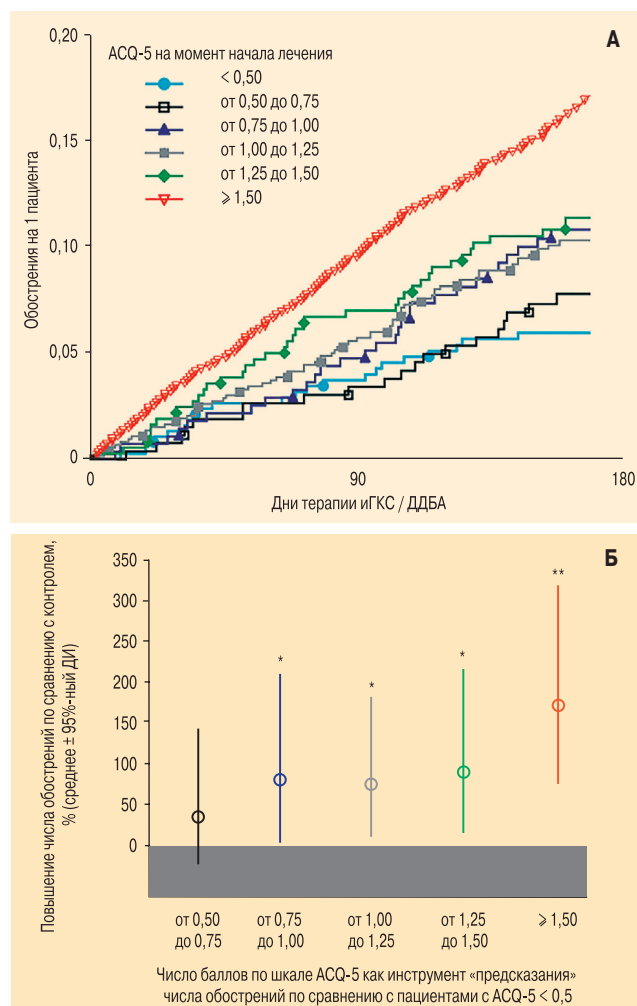 А
0,20
ACQ-5 на момент начала лечения
< 0,50
от 0,50 до 0,75
от 0,75 до 1,00
от 1,00 до 1,25
от 1,25 до 1,50
⩾ 1,50
0,15
0,10
0,05
0
Обострения на 1 пациента
0
90
180
Дни терапии иГКС / ДДБА
Б
Повышение числа обострений по сравнению с контролем,
% (среднее ± 95%-ный ДИ)
350
300
250
200
150
100
50
0
*
*
*
**
от 0,50
до 0,75
от 0,75
до 1,00
от 1,00
до 1,25
от 1,25
до 1,50
⩾ 1,50
Число баллов по шкале ACQ-5 как инструмент «предсказания»
числа обострений по сравнению с пациентами с ACQ-5 < 0,5